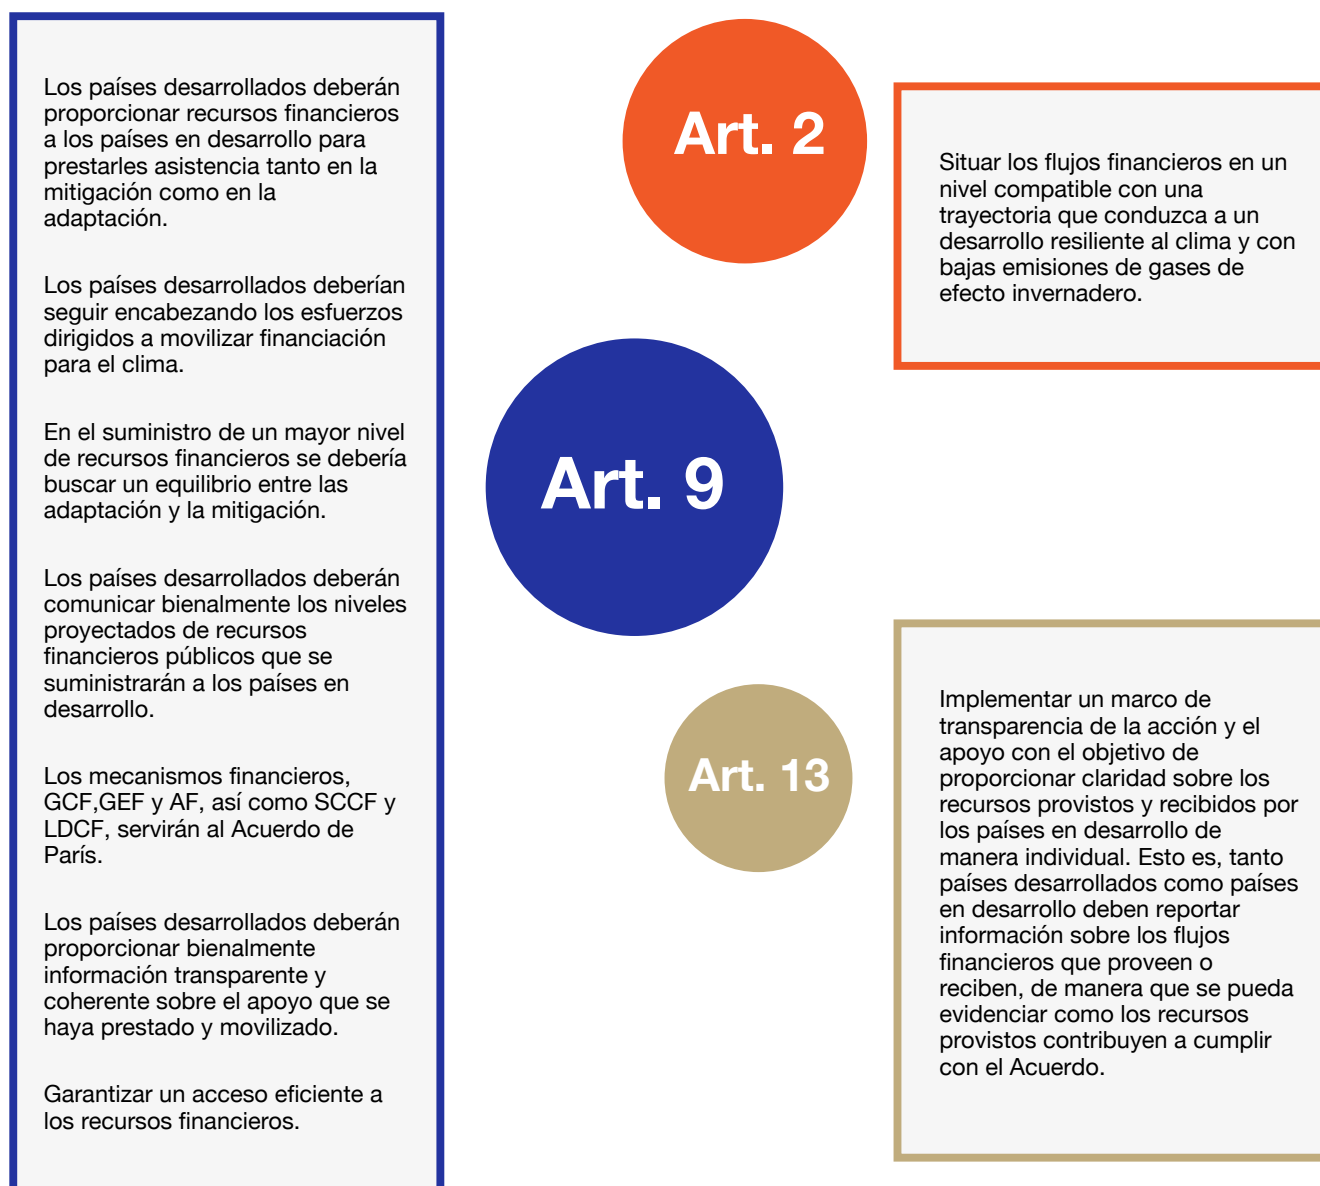 Los países desarrollados deberán
proporcionar recursos financieros
a los países en desarrollo para
prestarles asistencia tanto en la
mitigación como en la
adaptación.
Los países desarrollados deberían
seguir encabezando los esfuerzos
dirigidos a movilizar financiación
para el clima.
En el suministro de un mayor nivel
de recursos financieros se debería
buscar un equilibrio entre las
adaptación y la mitigación.
Los países desarrollados deberán
comunicar bienalmente los niveles
proyectados de recursos
financieros públicos que se
suministrarán a los países en
desarrollo.
Los mecanismos financieros,
GCF,GEF y AF, así como SCCF y
LDCF, servirán al Acuerdo de
París.
Los países desarrollados deberán
proporcionar bienalmente
información transparente y
coherente sobre el apoyo que se
haya prestado y movilizado.
Garantizar un acceso eficiente a
los recursos financieros.
Art. 2
Situar los flujos financieros en un
nivel compatible con una
trayectoria que conduzca a un
desarrollo resiliente al clima y con
bajas emisiones de gases de
efecto invernadero.
Art. 9
Art. 13
Implementar un marco de
transparencia de la acción y el
apoyo con el objetivo de
proporcionar claridad sobre los
recursos provistos y recibidos por
los países en desarrollo de
manera individual. Esto es, tanto
países desarrollados como países
en desarrollo deben reportar
información sobre los flujos
financieros que proveen o
reciben, de manera que se pueda
evidenciar como los recursos
provistos contribuyen a cumplir
con el Acuerdo.